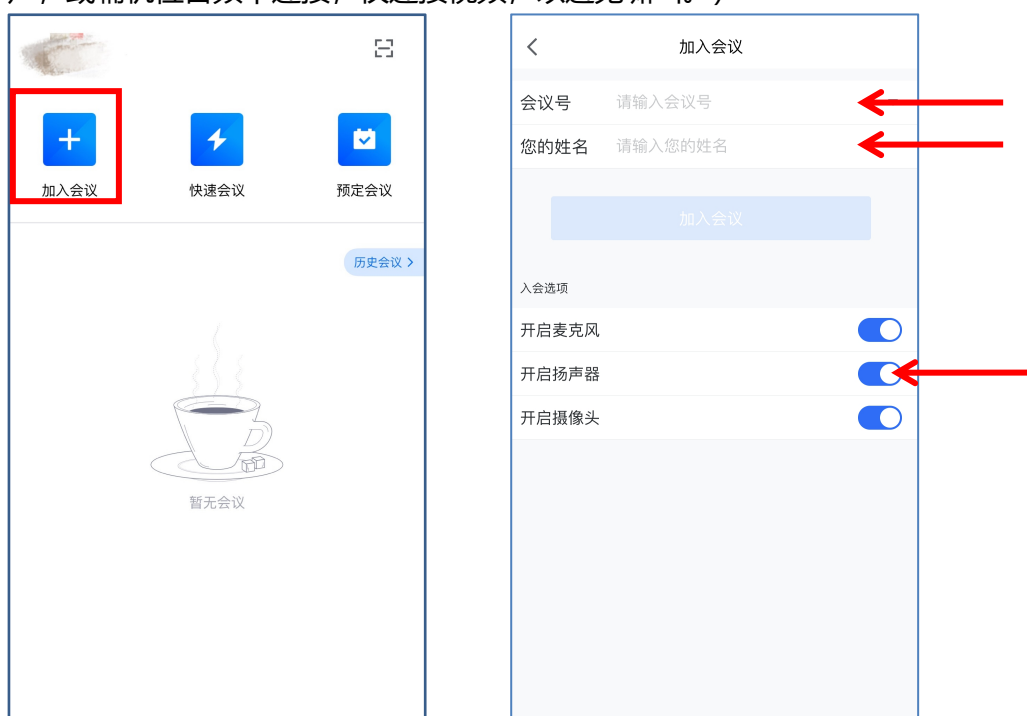 加入会议
快速会议
预定会议
历史会议
暂无会议
加入会议
会议号 请输入会议号
您的姓名 请输入您的姓名
加入会议
入会选项
开启麦克风
开启扬声器
开启摄像头